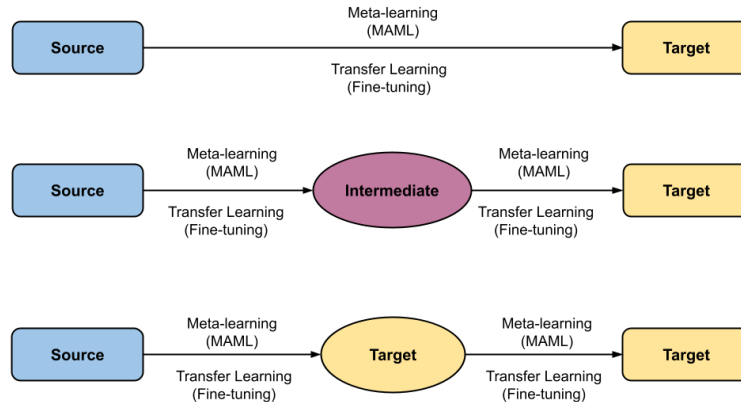 Meta-learning
(MAML)
Source
Target
Transfer Learning
(Fine-tuning)
Meta-learning
(MAML)
Meta-learning
(MAML)
Source
Intermediate
Target
Transfer Learning
(Fine-tuning)
Transfer Learning
(Fine-tuning)
Meta-learning
(MAML)
Meta-learning
(MAML)
Source
Target
Target
Transfer Learning
(Fine-tuning)
Transfer Learning
(Fine-tuning)